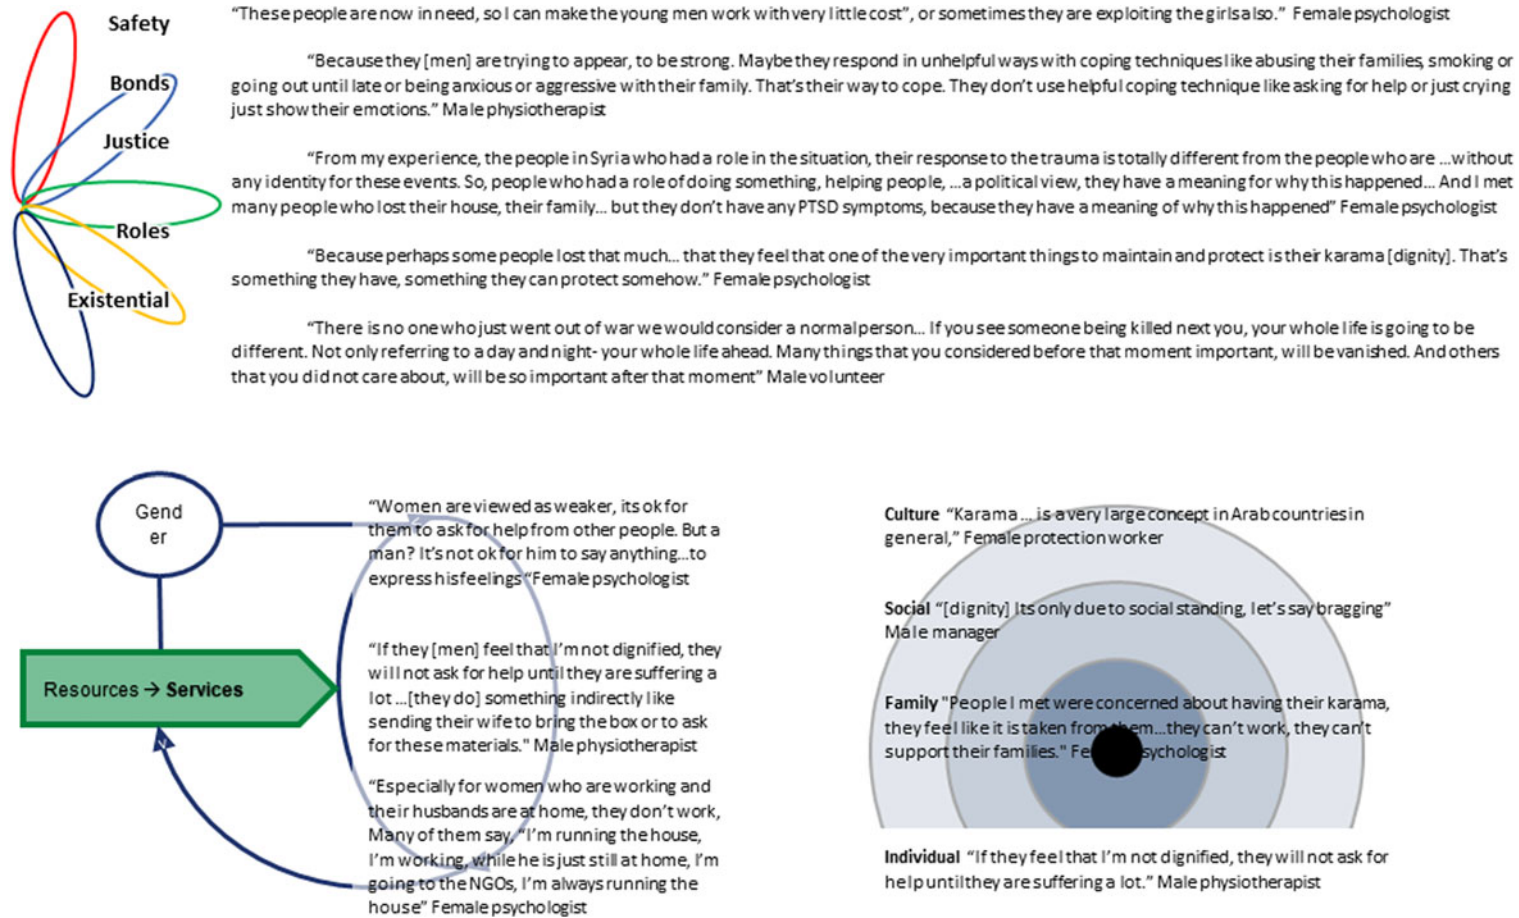 Safety
Bonds
Justice
Roles
Existential
“These people are now in need, so I can make the young men work with very little cost”, or sometimes they are exploiting the girls also.” Female psychologist
“Because they [men] are trying to appear, to be strong. Maybe they respond in unhelpful ways with coping techniques like abusing their families, smoking or
going out until late or being anxious or aggressive with their family. That’s their way to cope. They don’t use helpful coping technique like asking for help or just crying
just show their emotions.” Male physiotherapist
“From my experience, the people in Syria who had a role in the situation, their response to the trauma is totally different from the people who are ...without
any identity for these events. So, people who had a role of doing something, helping people, ...a political view, they have a meaning for why this happened... And I met
many people who lost their house, their family... but they don’t have any PTSD symptoms, because they have a meaning of why this happened” Female psychologist
“Because perhaps some people lost that much... that they feel that one of the very important things to maintain and protect is their karama [dignity]. That’s
something they have, something they can protect somehow.” Female psychologist
“There is no one who just went out of war we would consider a normal person... If you see someone being killed next you, your whole life is going to be
different. Not only referring to a day and night- your whole life ahead. Many things that you considered before that moment important, will be vanished. And others
that you did not care about, will be so important after that moment” Male volunteer
Gend
er
Resources → Services
“Women are viewed as weaker, its ok for
them to ask for help from other people. But a
man? It’s not ok for him to say anything...to
express his feelings “Female psychologist
“If they [men] feel that I’m not dignified, they
will not ask for help until they are suffering a
lot ...[they do] something indirectly like
sending their wife to bring the box or to ask
for these materials." Male physiotherapist
“Especially for women who are working and
their husbands are at home, they don’t work,
Many of them say, “I’m running the house,
I’m working, while he is just still at home, I’m
going to the NGOs, I’m always running the
house” Female psychologist
Culture “Karama ... is a very large concept in Arab countries in
general,” Female protection worker
Social “[dignity] Its only due to social standing, let’s say bragging”
Male manager
Family "People I met were concerned about having their karama,
they feel like it is taken from them...they can’t work, they can’t
support their families." Fe sychologist
Individual “If they feel that I’m not dignified, they will not ask for
help until they are suffering a lot.” Male physiotherapist